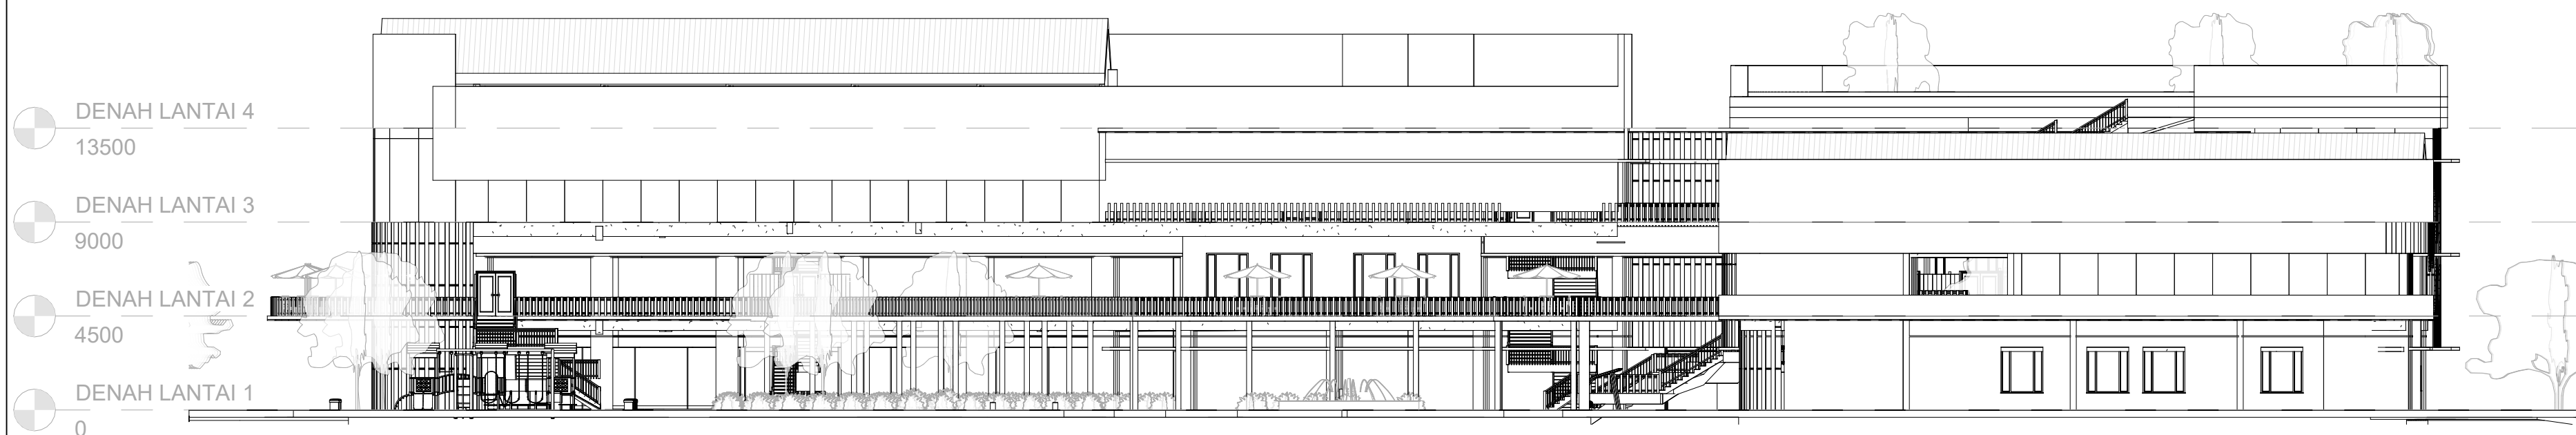 DENAH LANTAI 4
13500
DENAH LANTAI 3
9000
DENAH LANTAI 2
4500
DENAH LANTAI 1
0